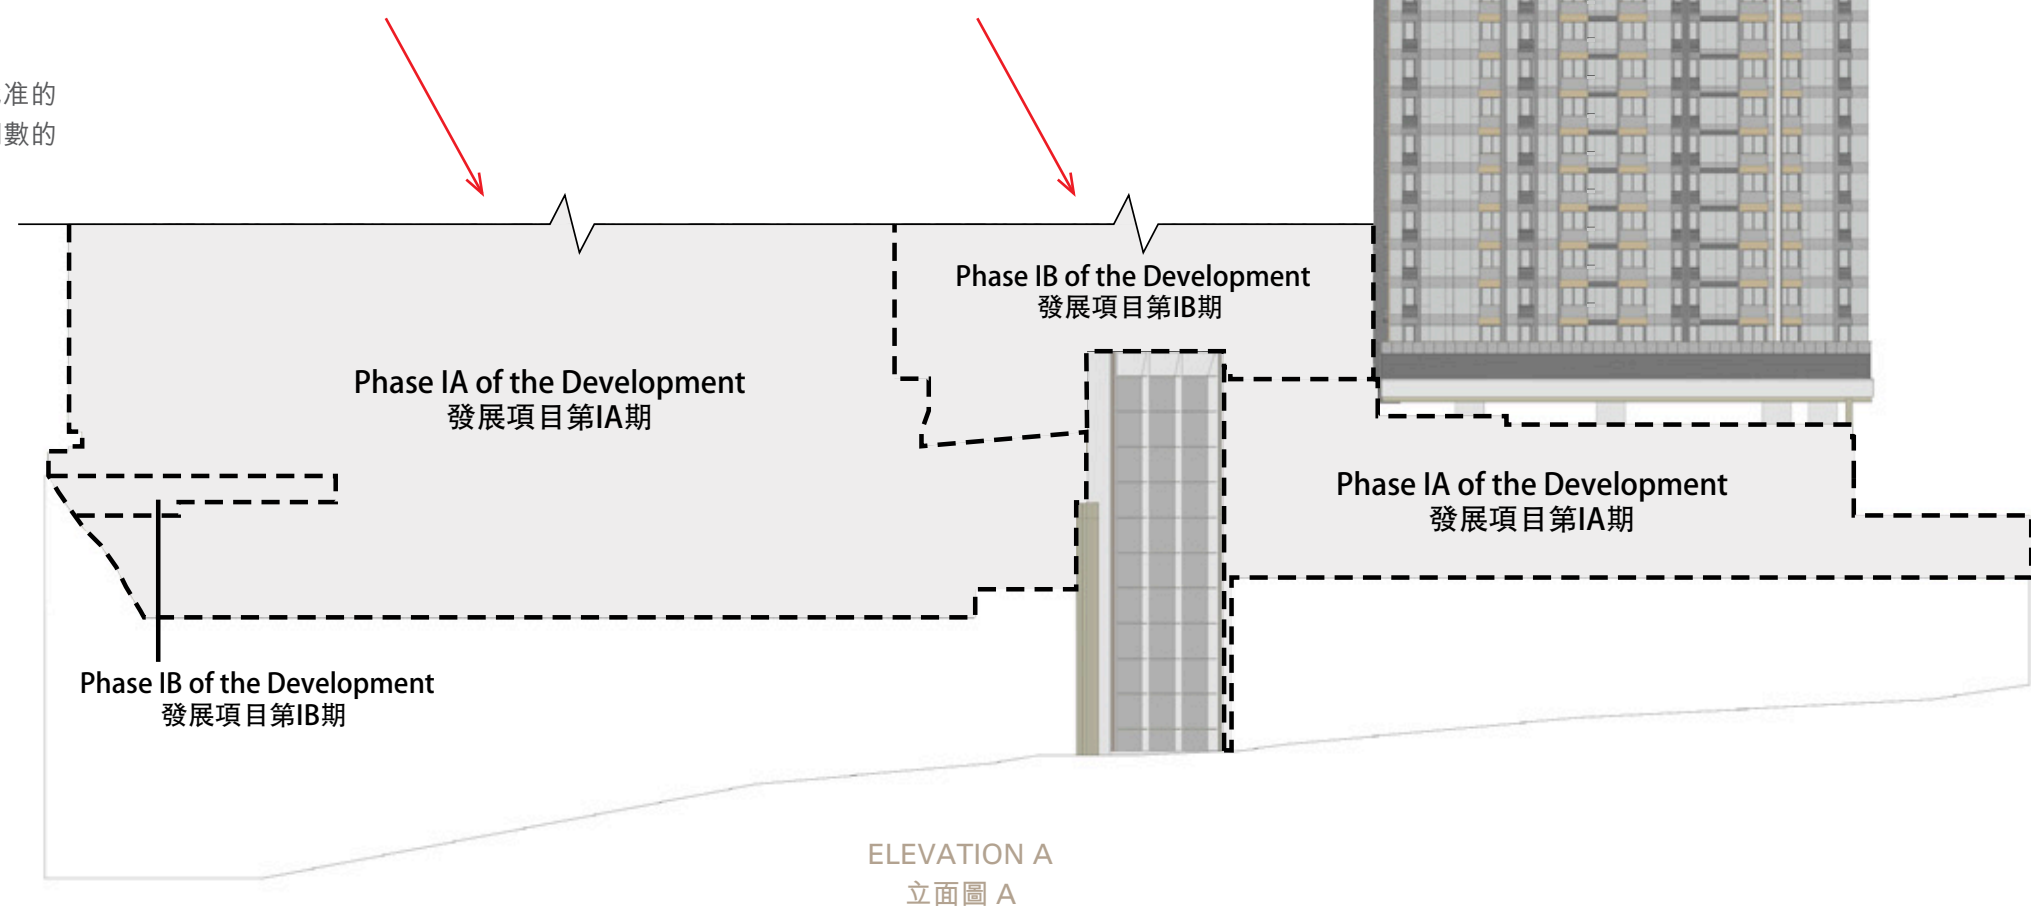 准的
數的
Phase IB of the Development
發展項目第IB期
Phase IA of the Development
發展項目第IA期
Phase IA of the Development
發展項目第IA期
Phase IB of the Development
發展項目第IB期
ELEVATION A
立面圖 A